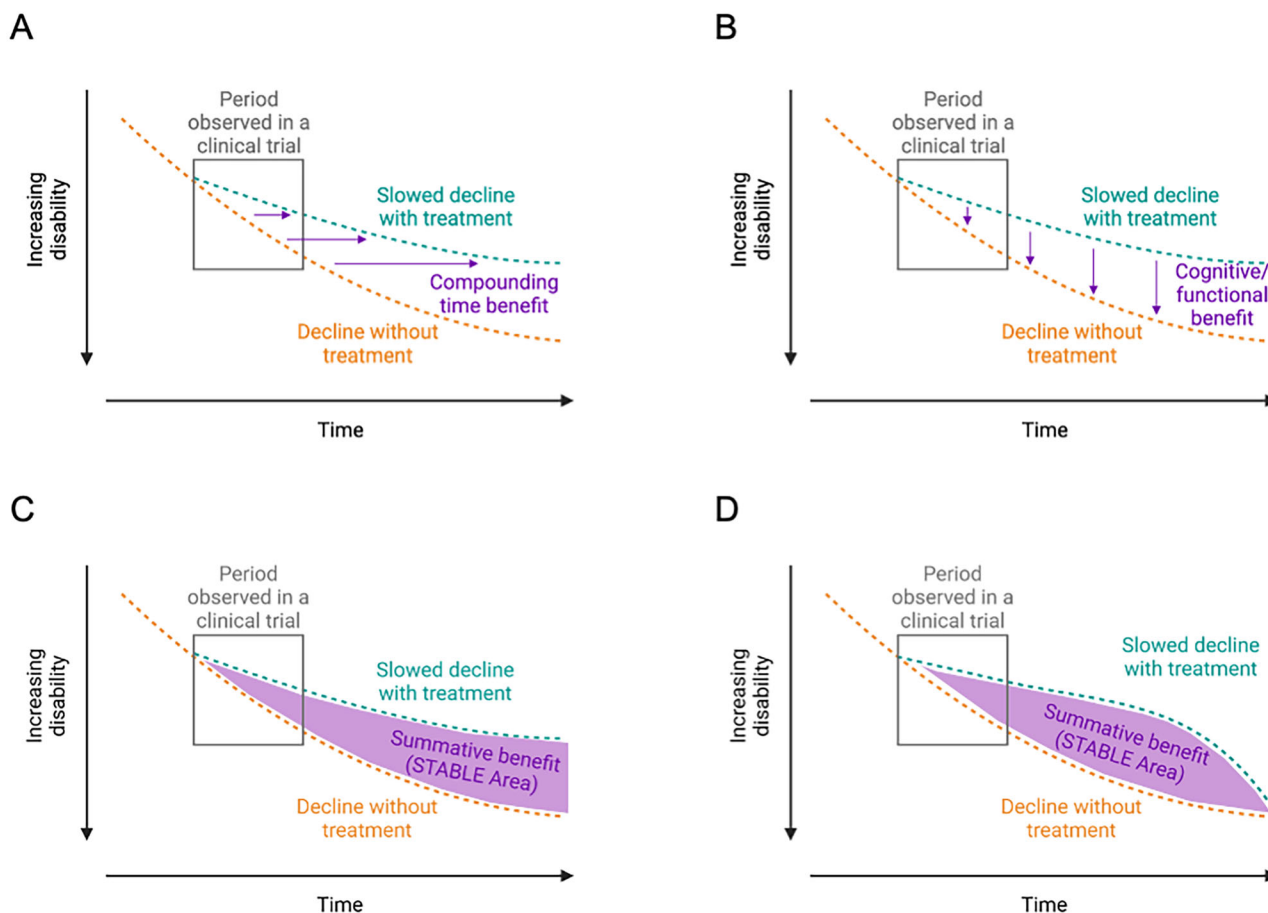 A
Period
observed in a
clinical trial
Increasing
disability
Slowed decline
with treatment
Compounding
time benefit
Decline without
treatment
Time
B
Period
observed in a
clinical trial
Increasing
disability
Slowed decline
with treatment
Cognitive/
functional
benefit
Decline without
treatment
Time
C
Period
observed in a
clinical trial
Increasing
disability
Slowed decline
with treatment
Summative benefit
(STABLE Area)
Decline without
treatment
Time
D
Period
observed in a
clinical trial
Increasing
disability
Slowed decline
with treatment
Summative benefit
(STABLE Area)
Decline without
treatment
Time